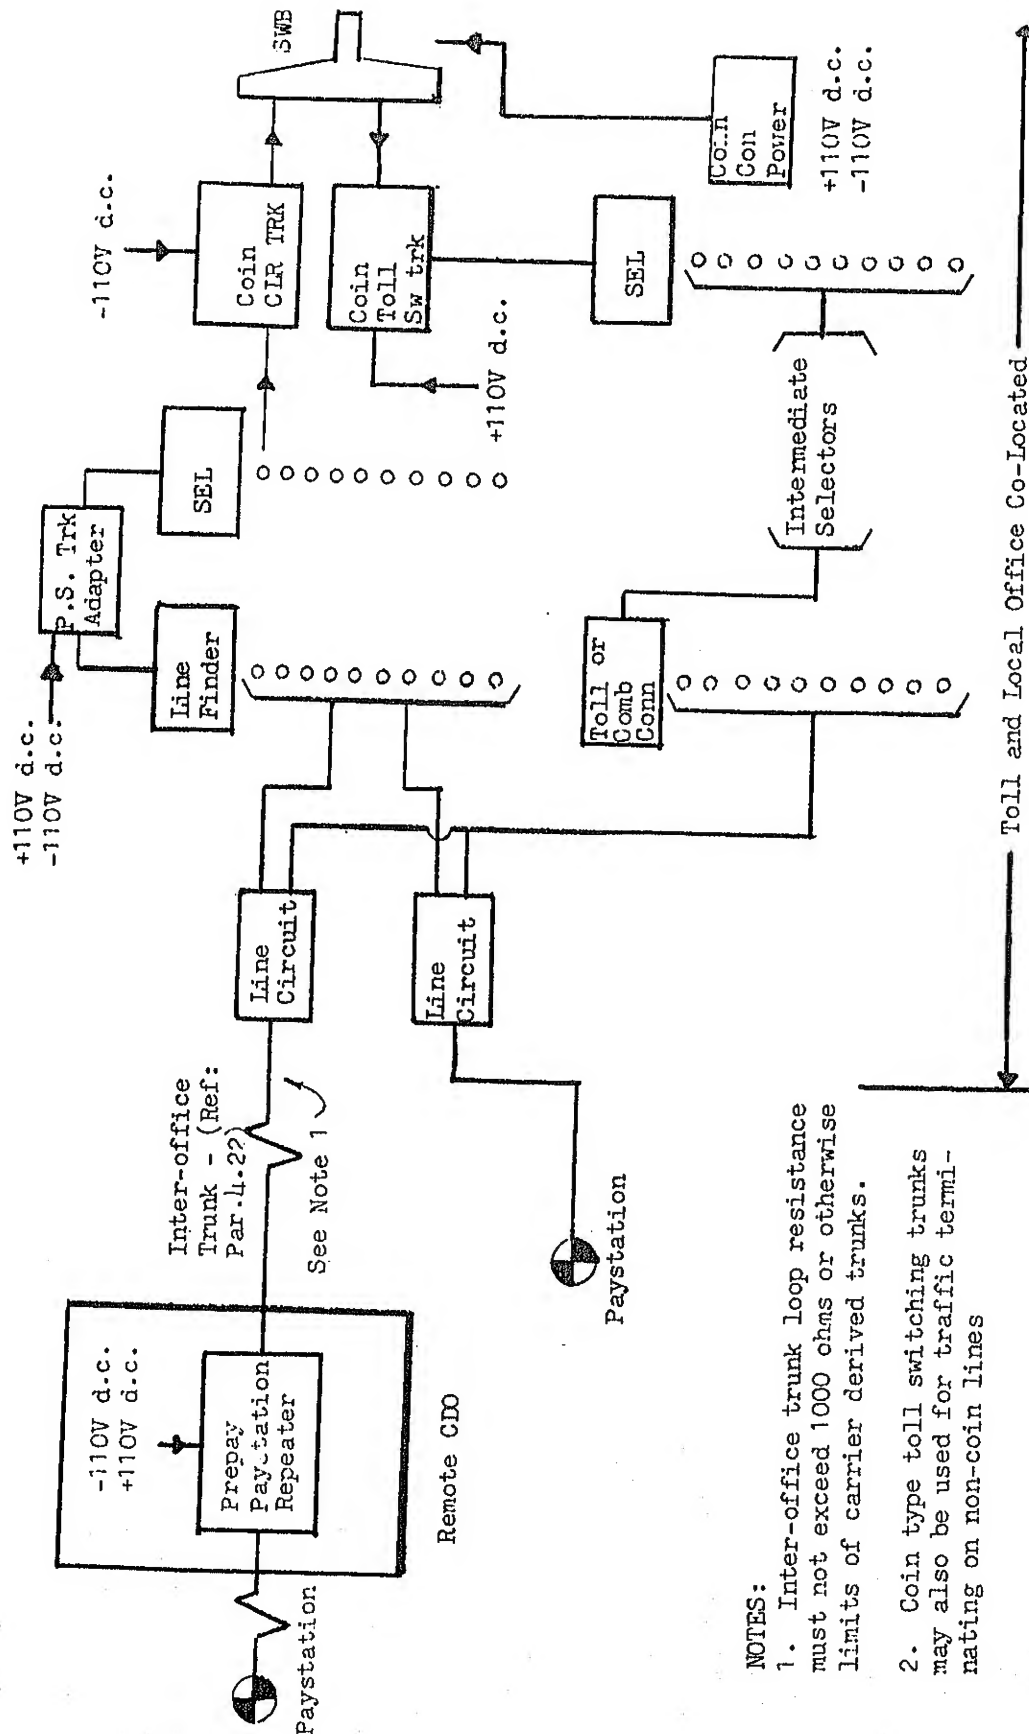 +110V d.c.
-110V d.c.
P.S. Trk
Adapter
Line
Finder
SEL
-110V d.c.
Coin
CLR TRK
SWB
Coin
Toll
Sw trk
+110V d.c.
SEL
Coin
Con
Power
+110V d.c.
-110V d.c.
Intermediate
Selectors
Toll or
Comb
Conn
Line
Circuit
Line
Circuit
Inter-office
Trunk - (Ref:
Par.4.22)
See Note 1
-110V d.c.
+110V d.c.
Prepay
Paystation
Repeater
Remote CDO
Paystation
Paystation
Toll and Local Office Co-Located
NOTES:
1. Inter-office trunk loop resistance
must not exceed 1000 ohms or otherwise
limits of carrier derived trunks.
2. Coin type toll switching trunks
may also be used for traffic termi-
nating on non-coin lines